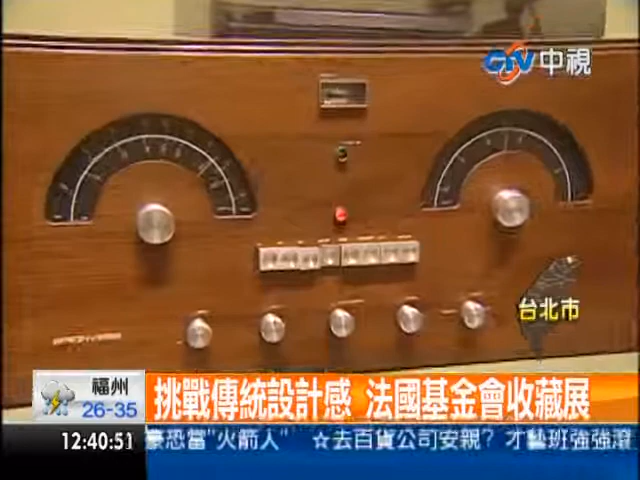 CTV中視
台北市
福州
26-35
挑戰傳統設計感 法國基金會收藏展
12:40:51
豪恐當"火箭人" ☆去百貨公司安親? 才藝班強強滾